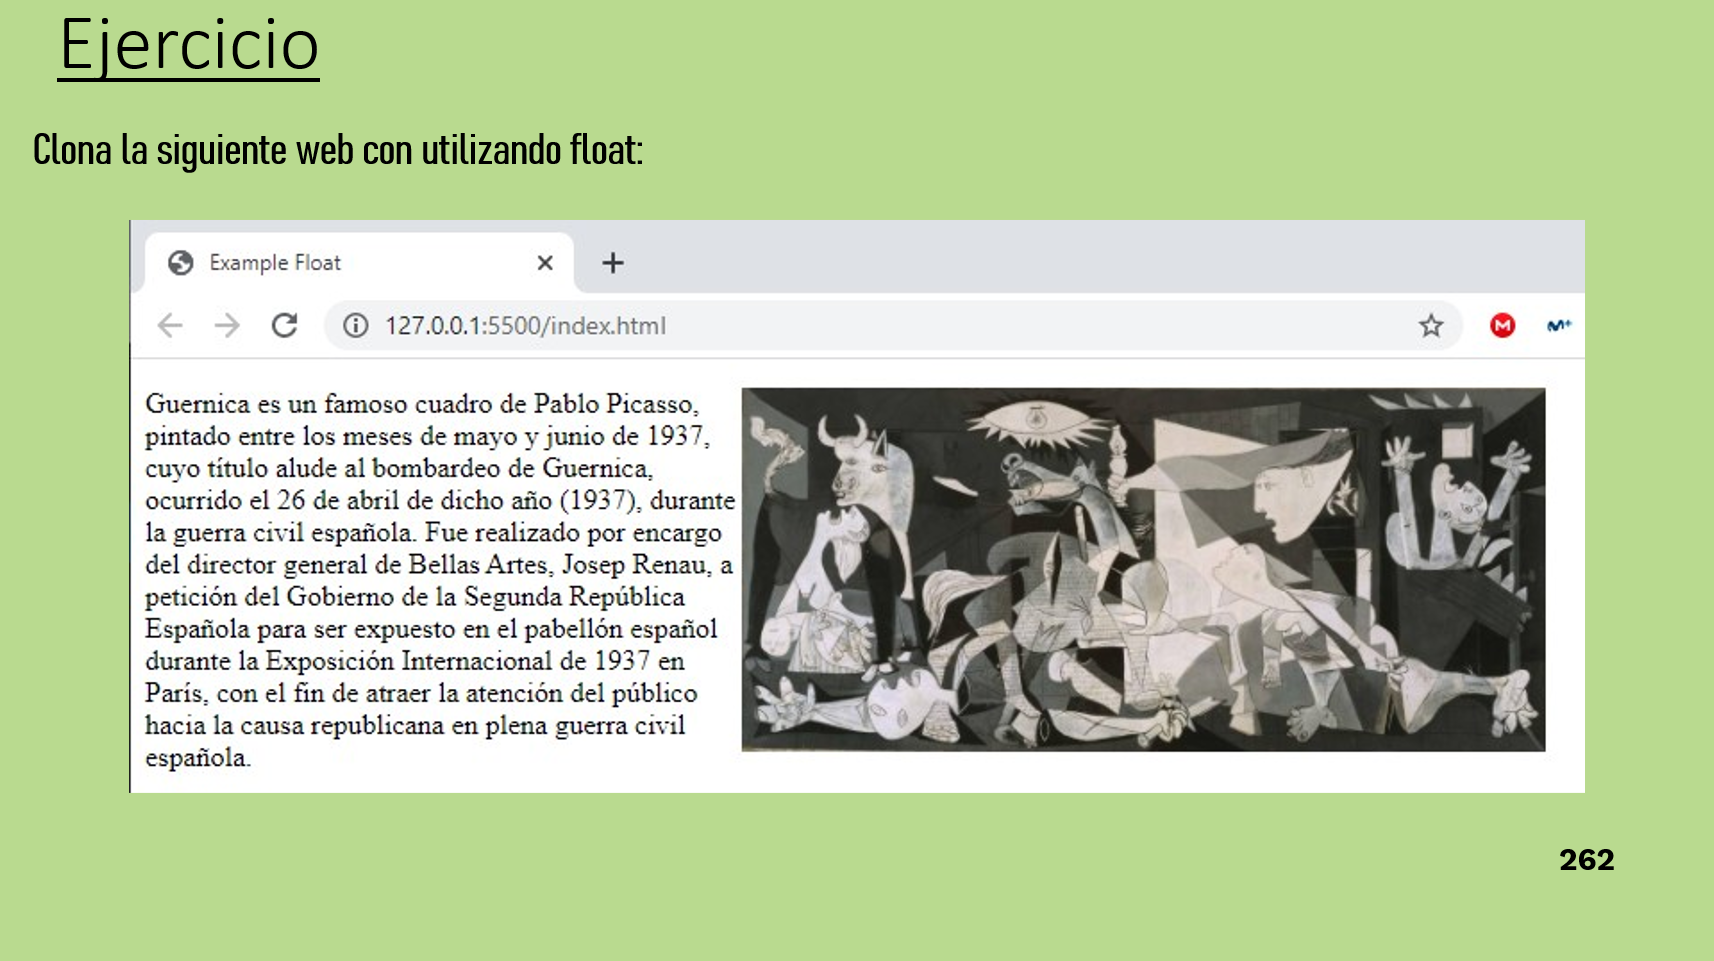 Ejercicio
Clona la siguiente web con utilizando float:
Example Float
127.0.0.1:5500/index.html
Guernica es un famoso cuadro de Pablo Picasso,
pintado entre los meses de mayo y junio de 1937,
cuyo título alude al bombardeo de Guernica,
ocurrido el 26 de abril de dicho año (1937), durante
la guerra civil española. Fue realizado por encargo
del director general de Bellas Artes, Josep Renau, a
petición del Gobierno de la Segunda República
Española para ser expuesto en el pabellón español
durante la Exposición Internacional de 1937 en
París, con el fin de atraer la atención del público
hacia la causa republicana en plena guerra civil
española.
262